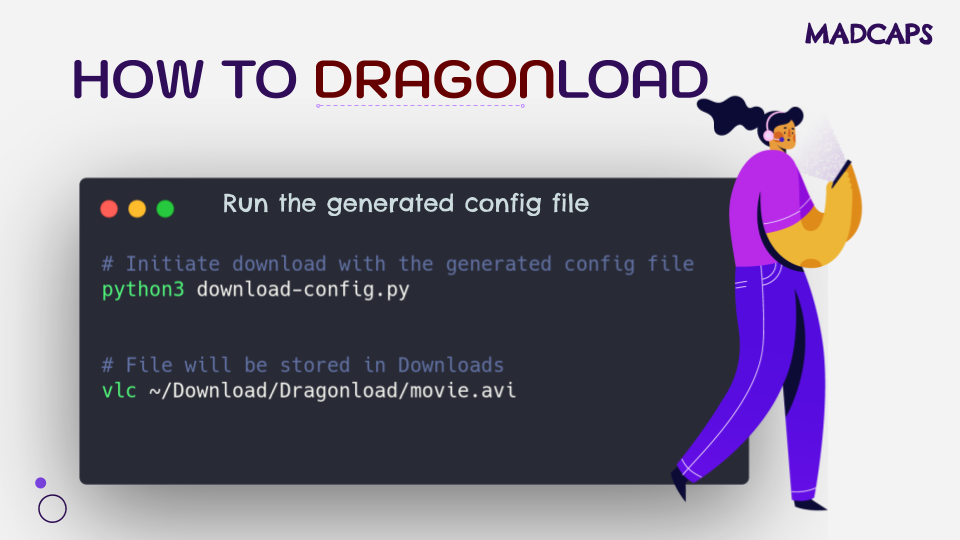 MADCAPS
HOW TO DRAGONLOAD
Run the generated config file
# Initiate download with the generated config file
python3 download-config.py
# File will be stored in Downloads
vlc ~/Download/Dragonload/movie.avi